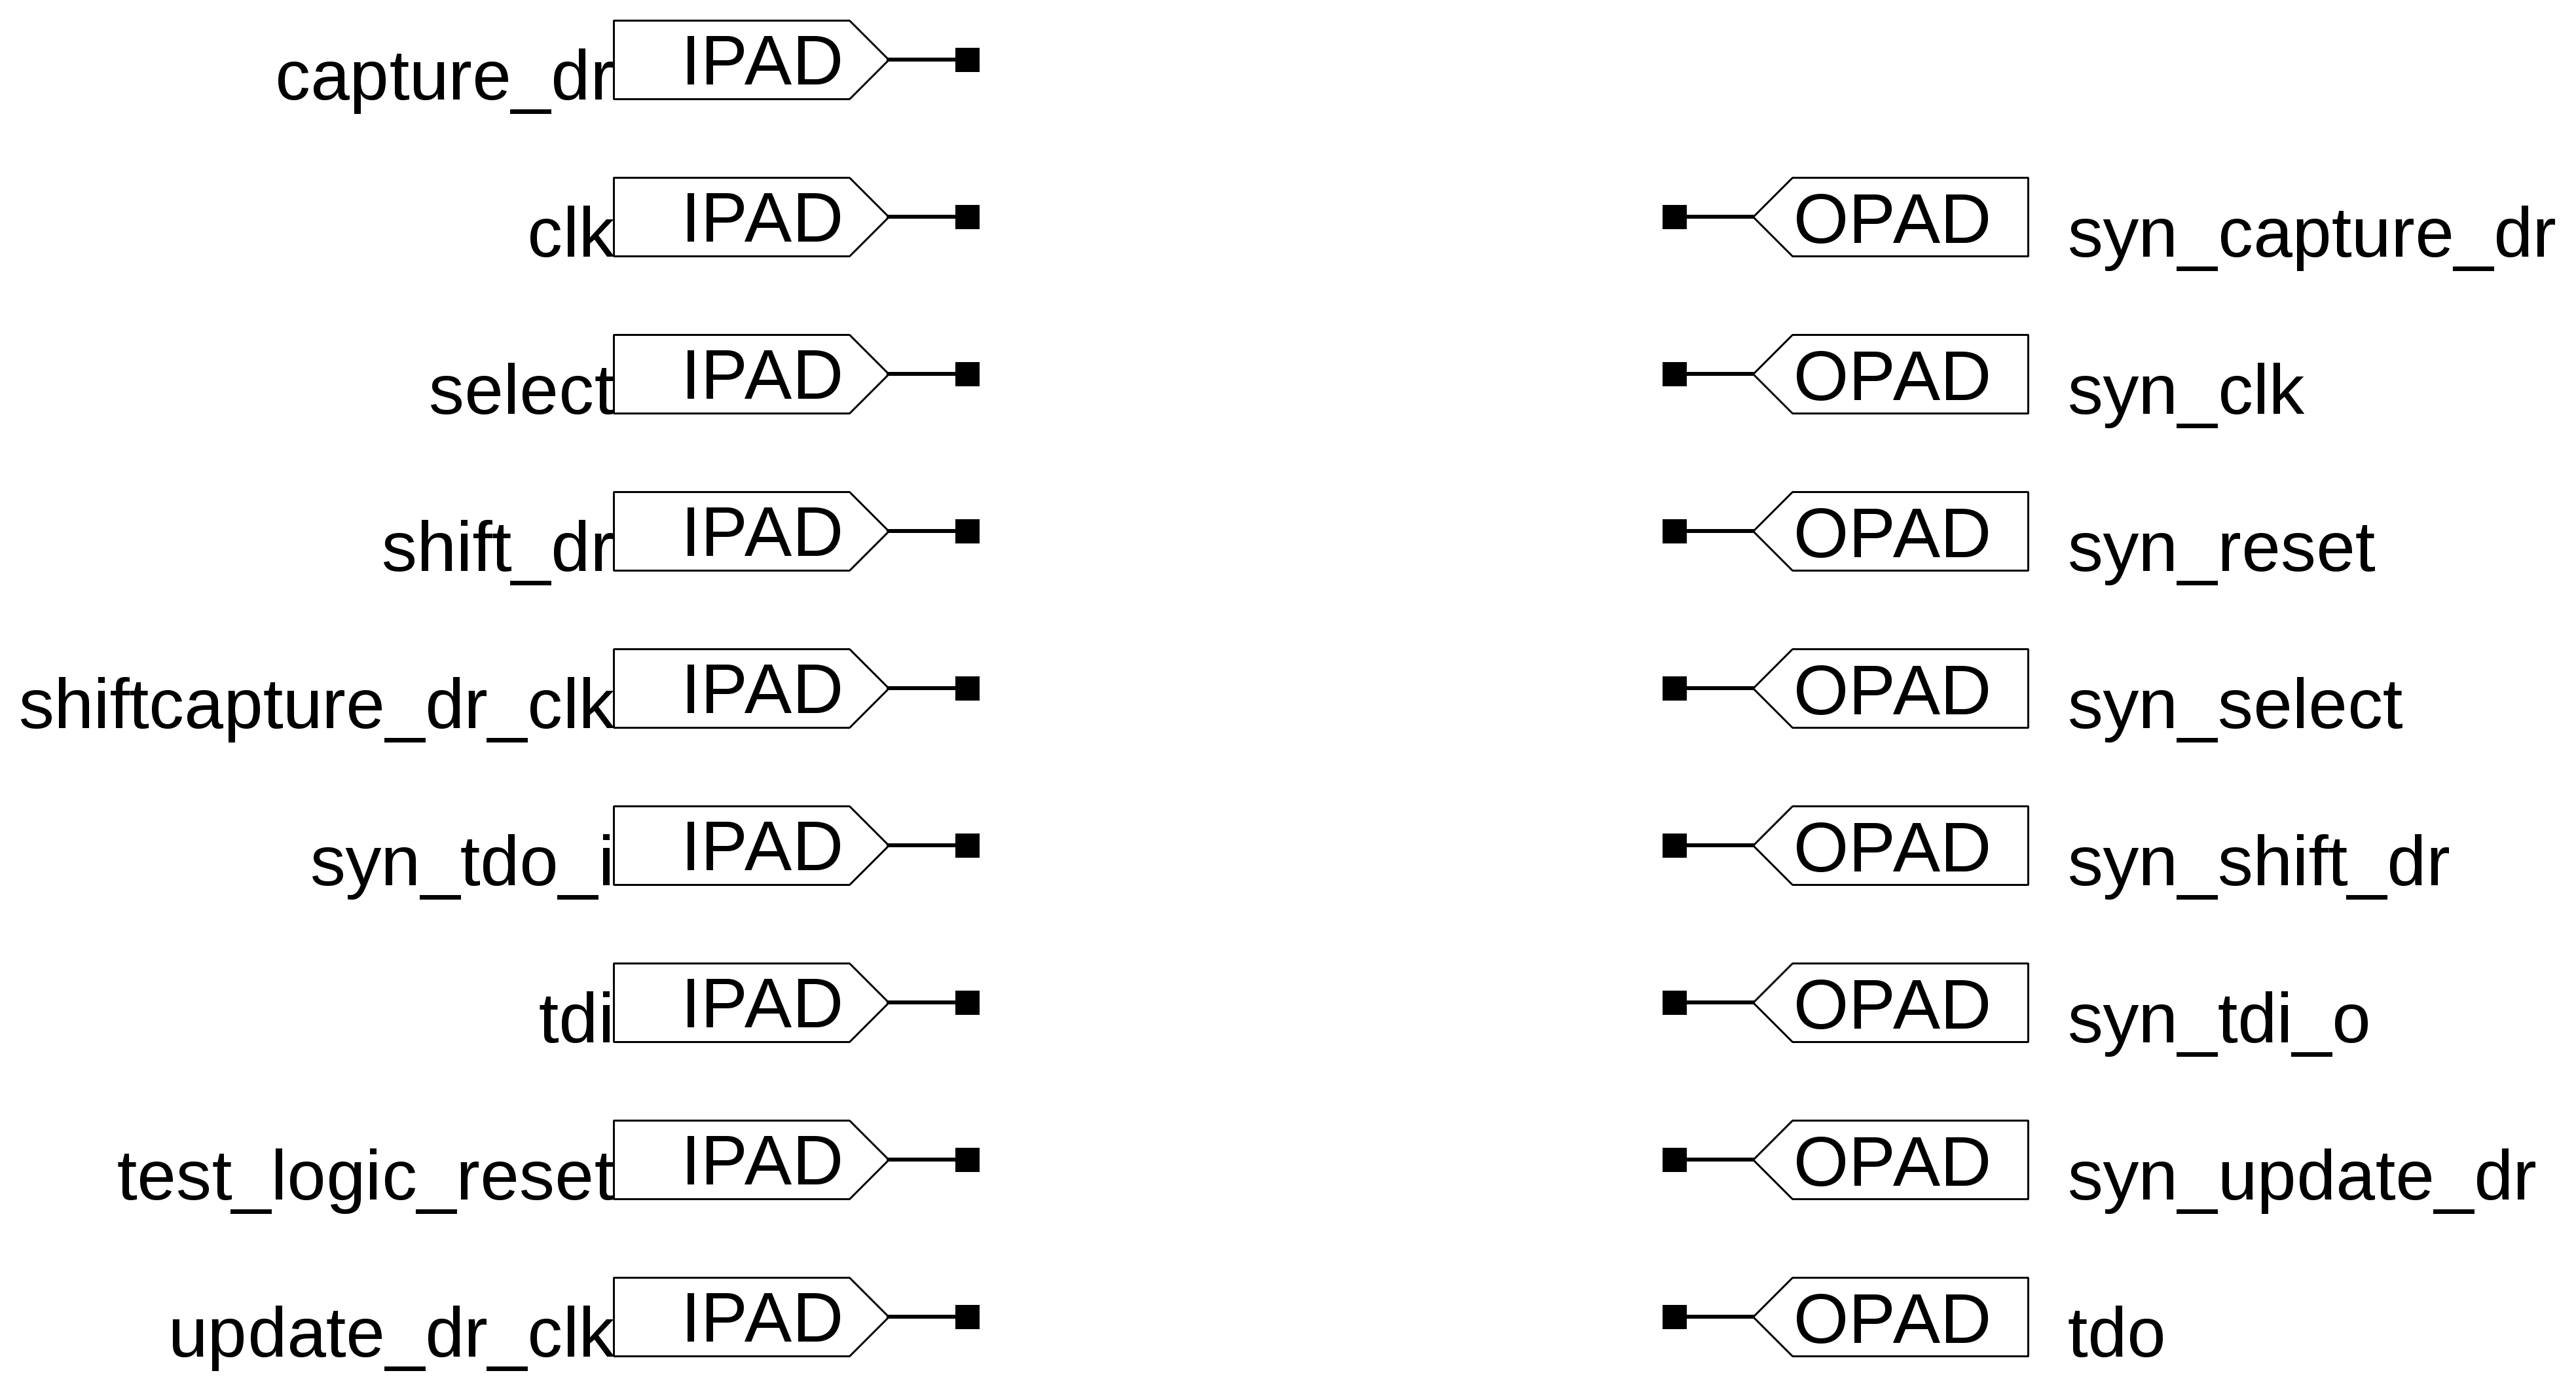 capture_dr IPAD
clk IPAD OPAD syn_capture_dr
select IPAD OPAD syn_clk
shift_dr IPAD OPAD syn_reset
shiftcapture_dr_clk IPAD OPAD syn_select
syn_tdo_i IPAD OPAD syn_shift_dr
tdi IPAD OPAD syn_tdi_o
test_logic_reset IPAD OPAD syn_update_dr
update_dr_clk IPAD OPAD tdo